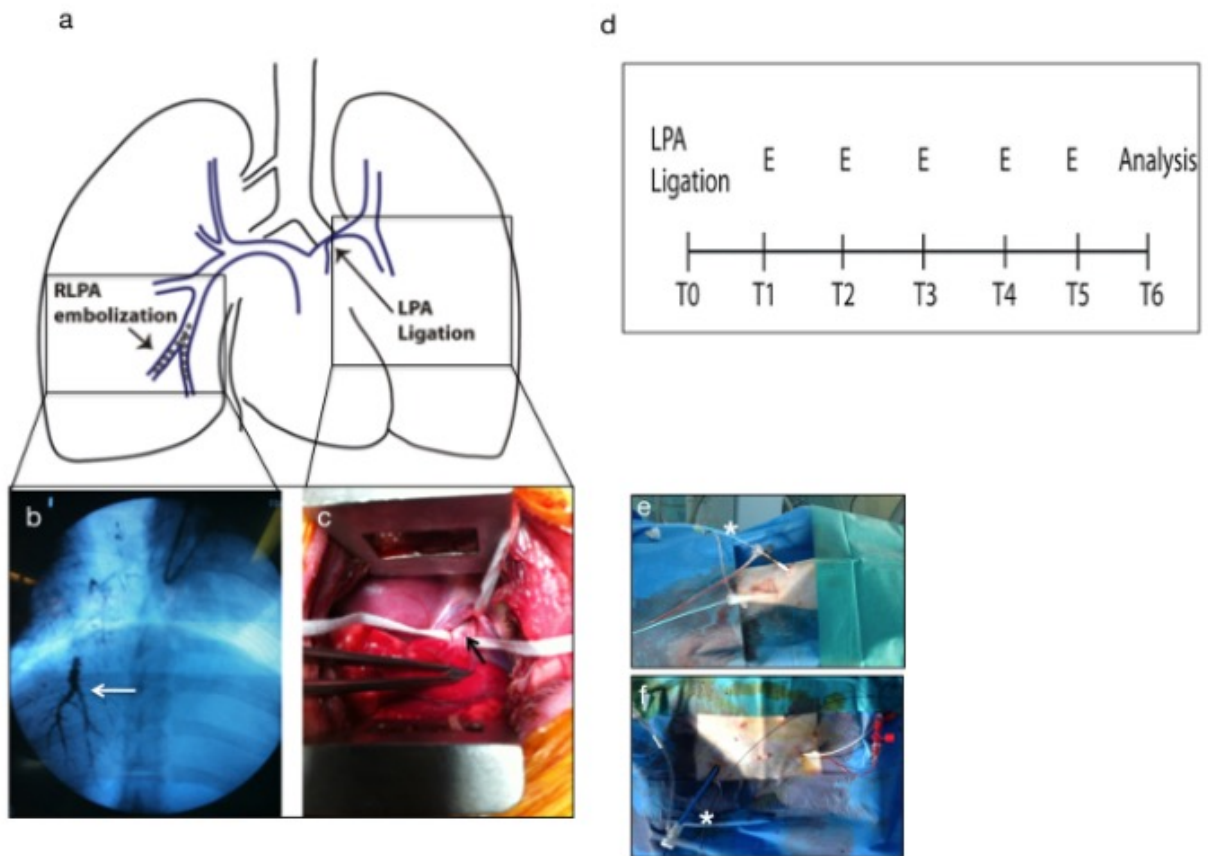 a
RLPA
embolization
LPA
Ligation
b
c
d
LPA
Ligation
E E E E E Analysis
T0 T1 T2 T3 T4 T5 T6
e
*
f
*